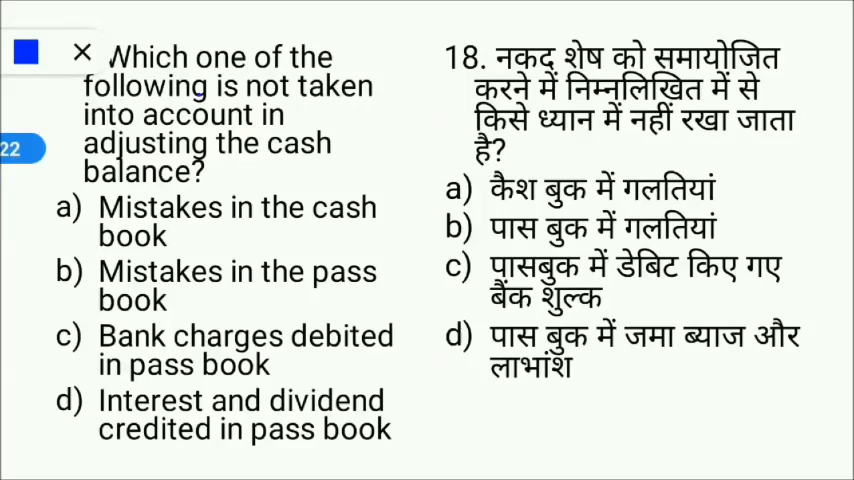 Which one of the
following is not taken
into account in
adjusting the cash
balance?
a) Mistakes in the cash
book
b) Mistakes in the pass
book
c) Bank charges debited
in pass book
d) Interest and dividend
credited in pass book
18. नकद शेष को समायोजित
करने में निम्नलिखित में से
किसे ध्यान में नहीं रखा जाता
है?
a) कैश बुक में गलतियां
b) पास बुक में गलतियां
c) पासबुक में डेबिट किए गए
बैंक शुल्क
d) पास बुक में जमा ब्याज और
लाभांश
22